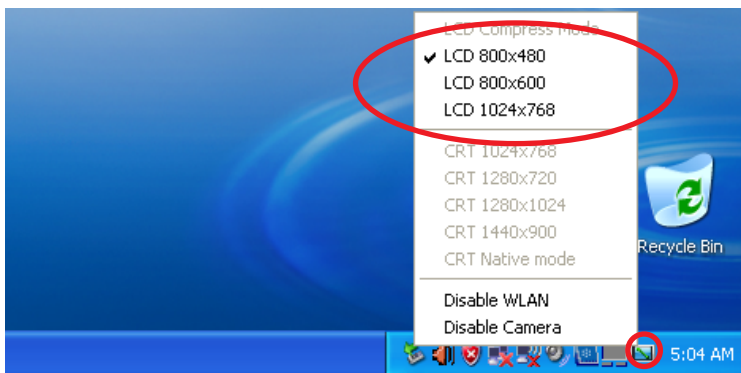 LCD Compress Mode
LCD 800x480
LCD 800x600
LCD 1024x768
CRT 1024x768
CRT 1280x720
CRT 1280x1024
CRT 1440x900
CRT Native mode
Disable WLAN
Disable Camera
Recycle Bin
5:04 AM